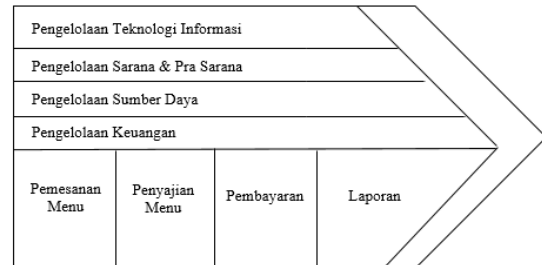 Pengelolaan Teknologi Informasi
Pengelolaan Sarana & Pra Sarana
Pengelolaan Sumber Daya
Pengelolaan Keuangan
Pemesanan
Menu
Penyajian
Menu
Pembayaran
Laporan